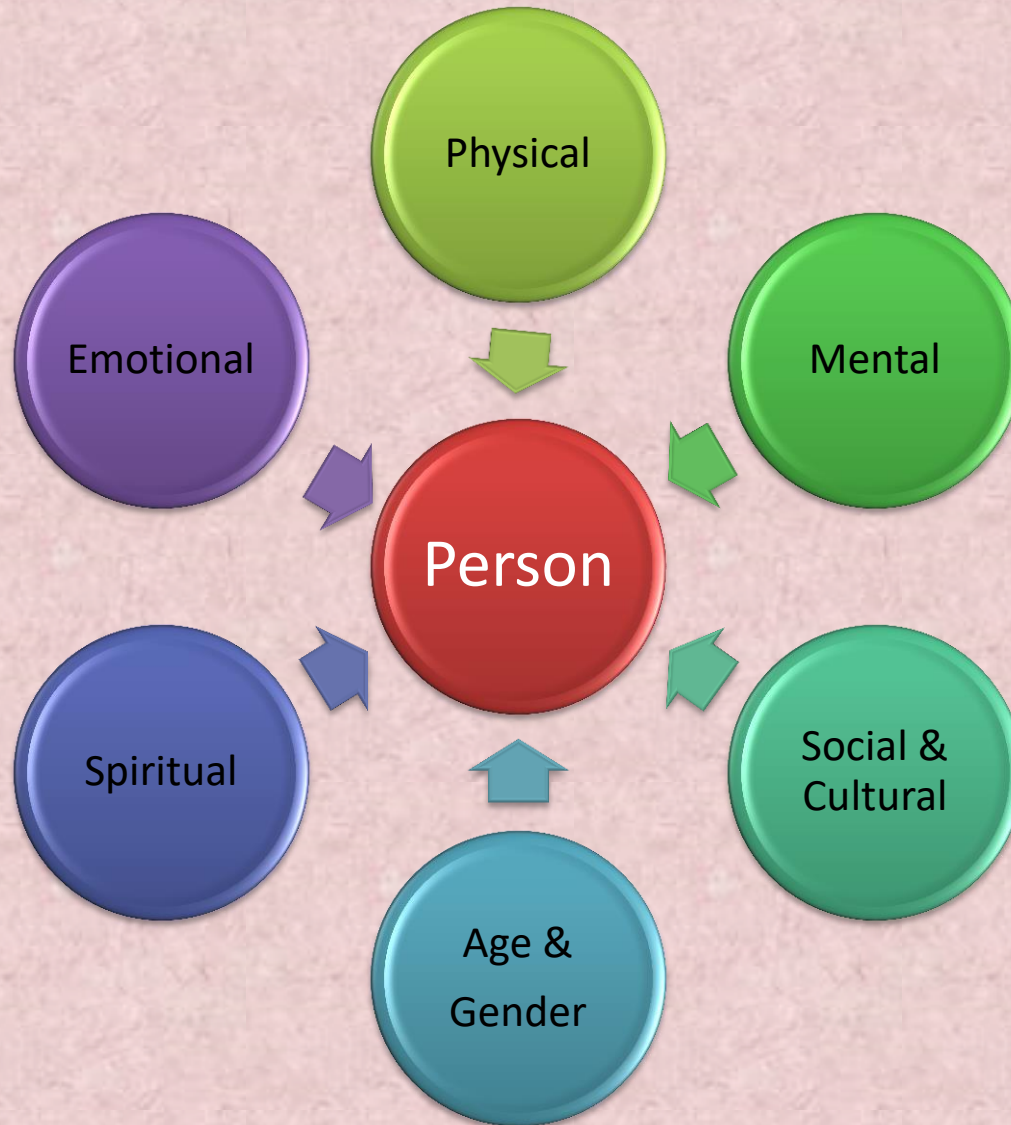 Physical
Emotional
Mental
Person
Spiritual
Social &
Cultural
Age &
Gender